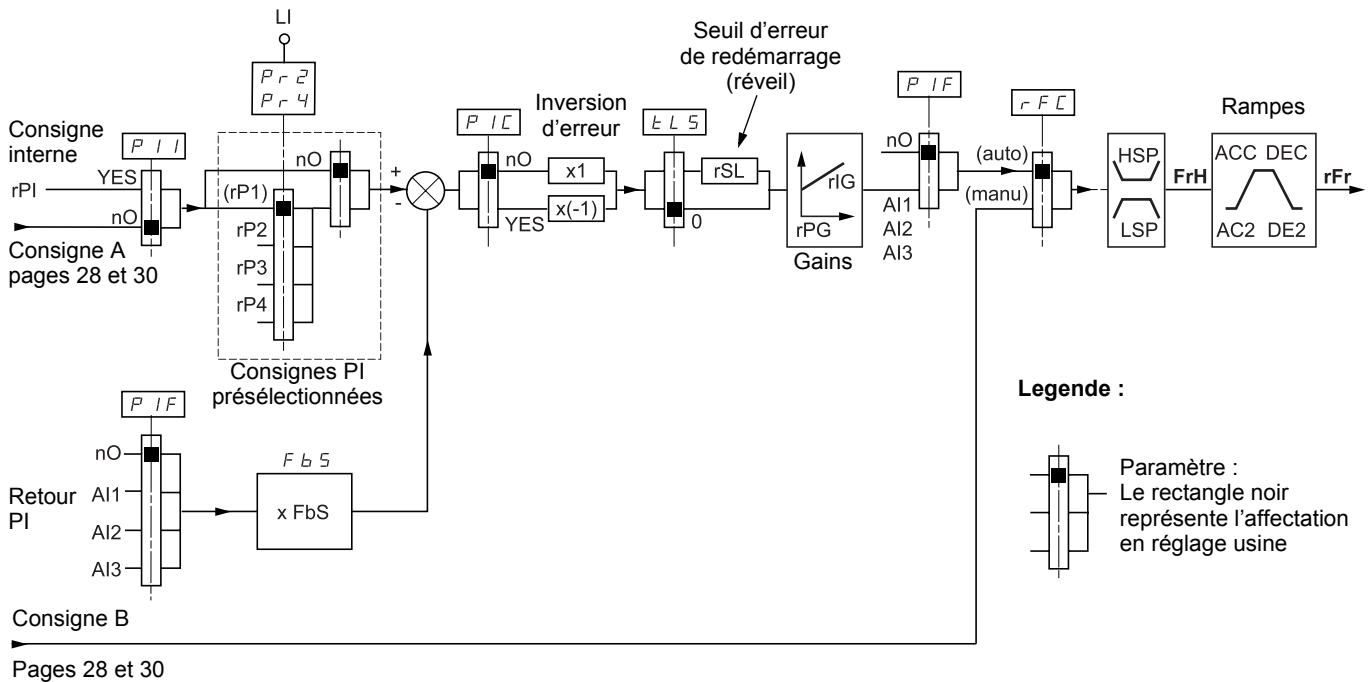 LI
Pr2
Pr4
Seuil d'erreur
de redémarrage
(réveil)
PIF
rFC
Rampes
Inversion
d'erreur
PIC
tLS
Consigne
interne
PII
rPI
YES
nO
Consigne A
pages 28 et 30
nO
(rP1)
rP2
rP3
rP4
Consignes PI
présélectionnées
+
-
nO
YES
x1
x(-1)
rSL
0
rIG
rPG
Gains
nO
AI1
AI2
AI3
(auto)
(manu)
HSP
LSP
FrH
ACC DEC
AC2 DE2
rFr
PIF
Retour
PI
nO
AI1
AI2
AI3
FbS
x FbS
Legende :
Paramètre :
Le rectangle noir
représente l'affectation
en réglage usine
Consigne B
Pages 28 et 30